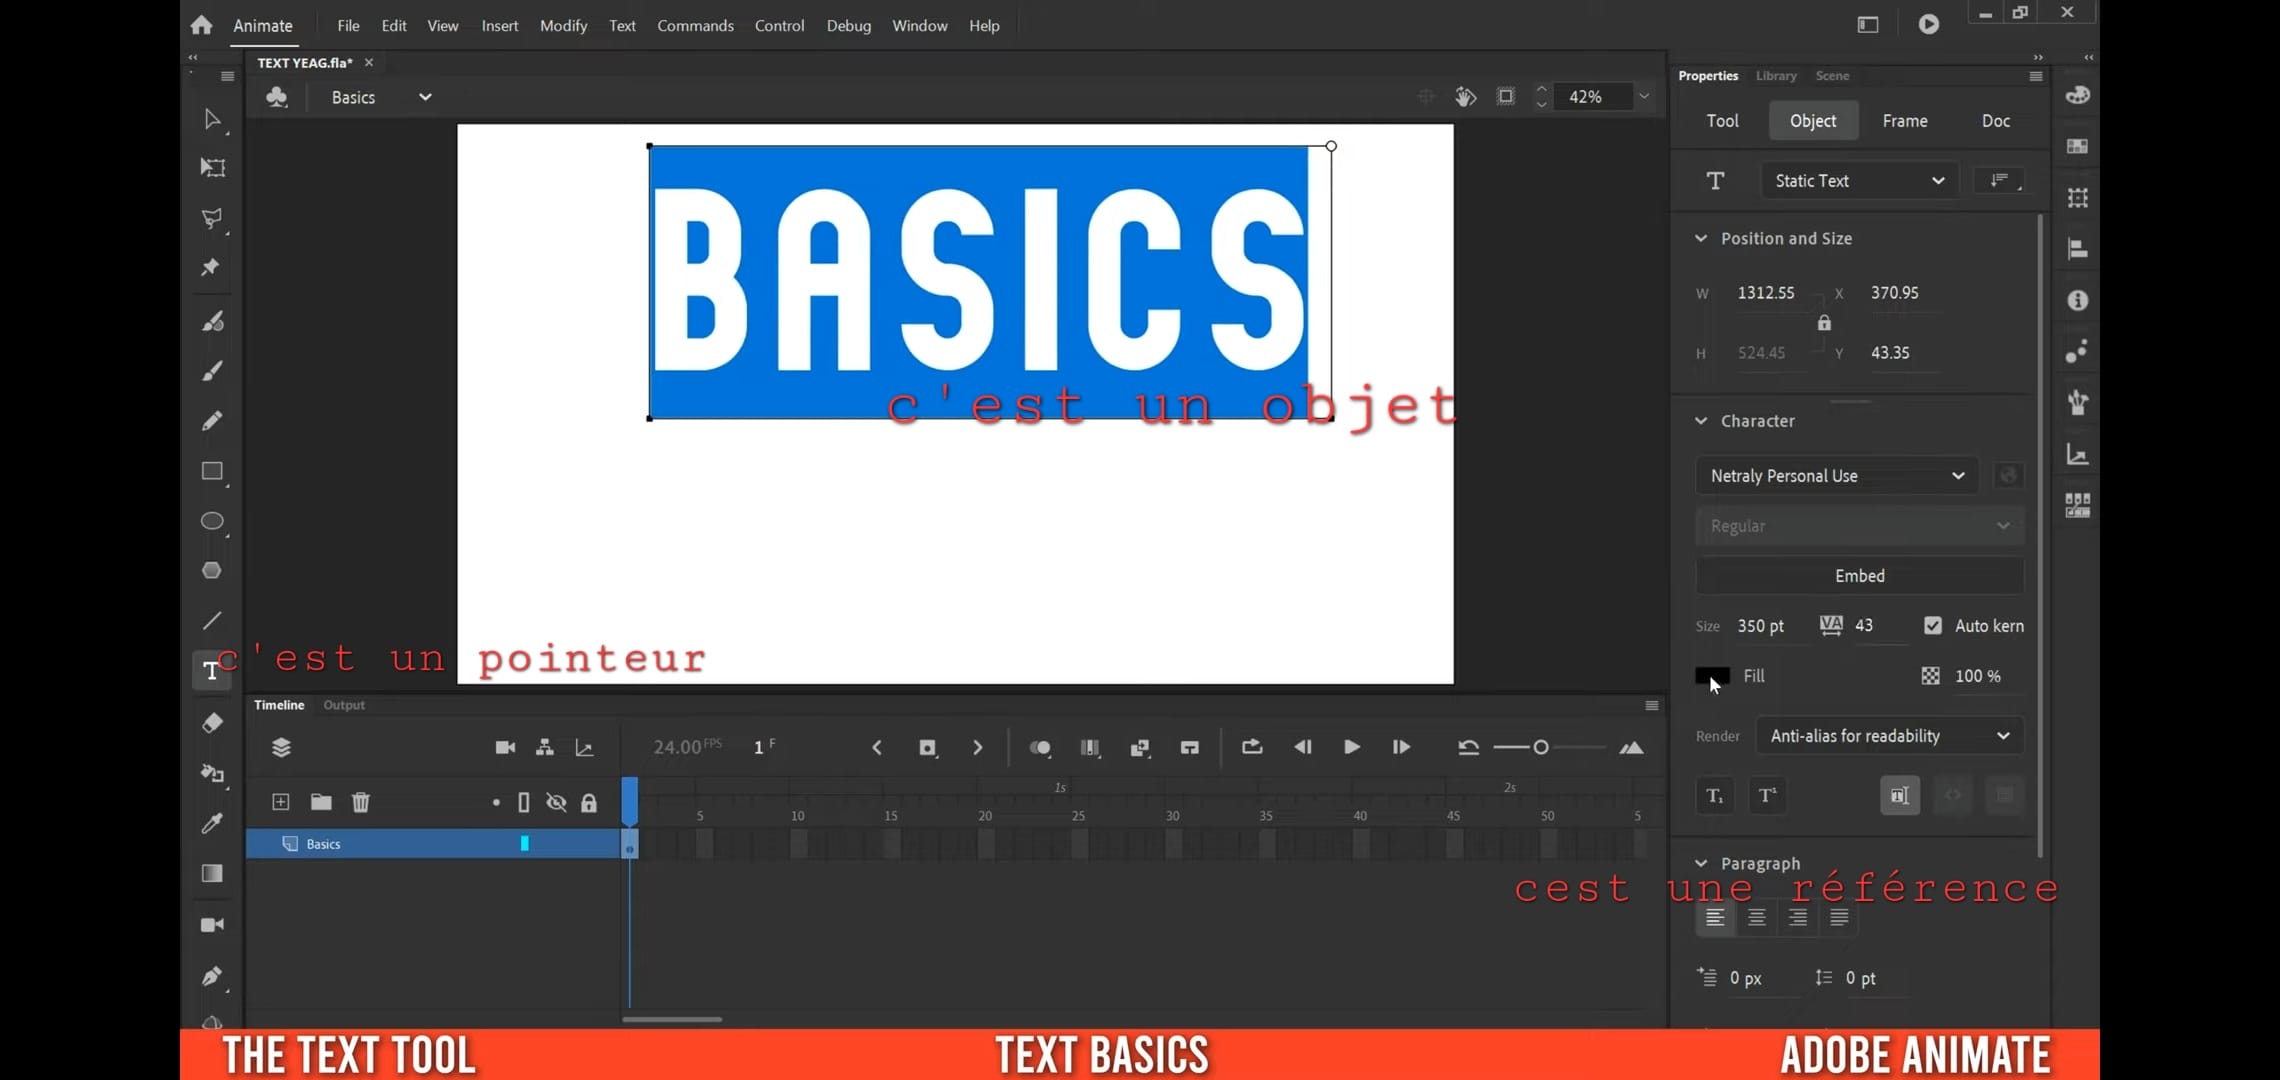 Animate File Edit View Insert Modify Text Commands Control Debug Window Help
TEXT YEAG.fla*
Basics
42%
BASICS
c'est un objet
c'est un pointeur
Properties Library Scene
Tool Object Frame Doc
T Static Text
Position and Size
W 1312.55 X 370.95
H 524.45 Y 43.35
Character
Netraly Personal Use
Regular
Embed
Size 350 pt VA 43 Auto kern
Fill 100 %
Render Anti-alias for readability
T₁ T¹ T
Paragraph
cest une référence
0 px 0 pt
T
Timeline Output
24.00 FPS 1 F
1s 2s
5 10 15 20 25 30 35 40 45 50 5
Basics
THE TEXT TOOL TEXT BASICS ADOBE ANIMATE